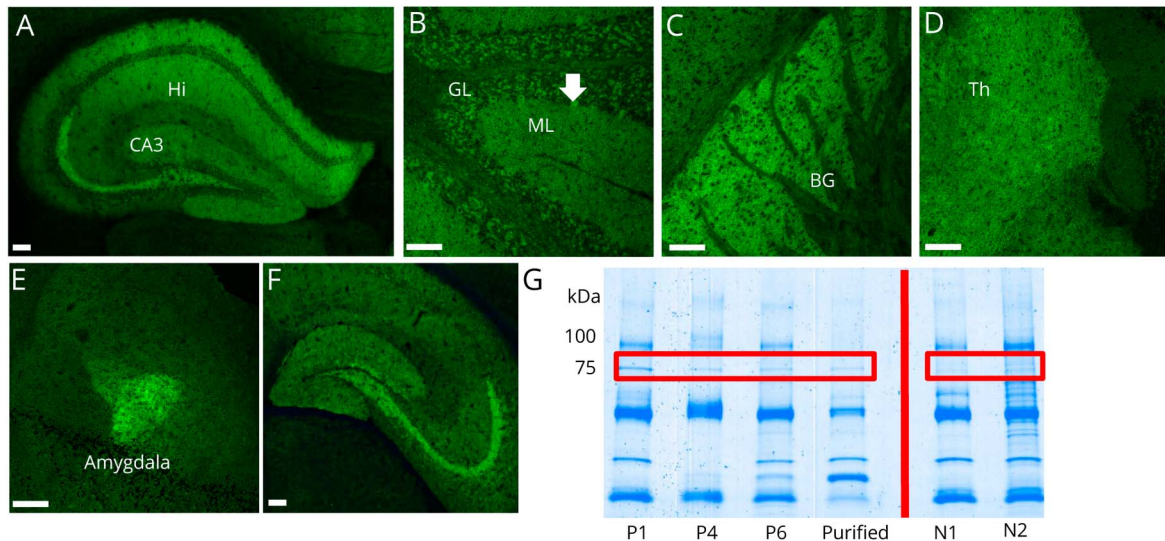 A
Hi
CA3
B
GL
ML
C
BG
D
Th
E
Amygdala
F
G
kDa
100
75
P1 P4 P6 Purified N1 N2